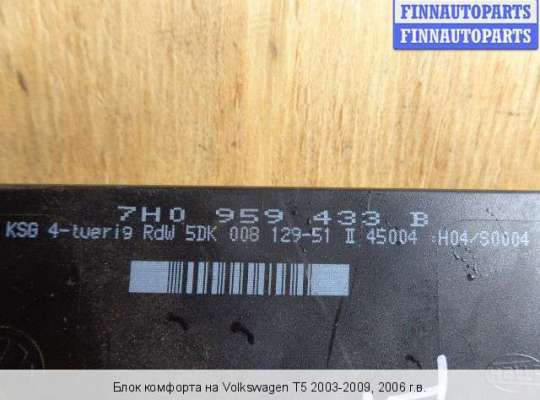 FINNAUTOPARTS
FINNAUTOPARTS
7H0 959 433 B
KSG 4-tuerig RdW 5DK 008 129-51 II 45004 :H04/S0004
Блок комфорта на Volkswagen T5 2003-2009, 2006 г.в.